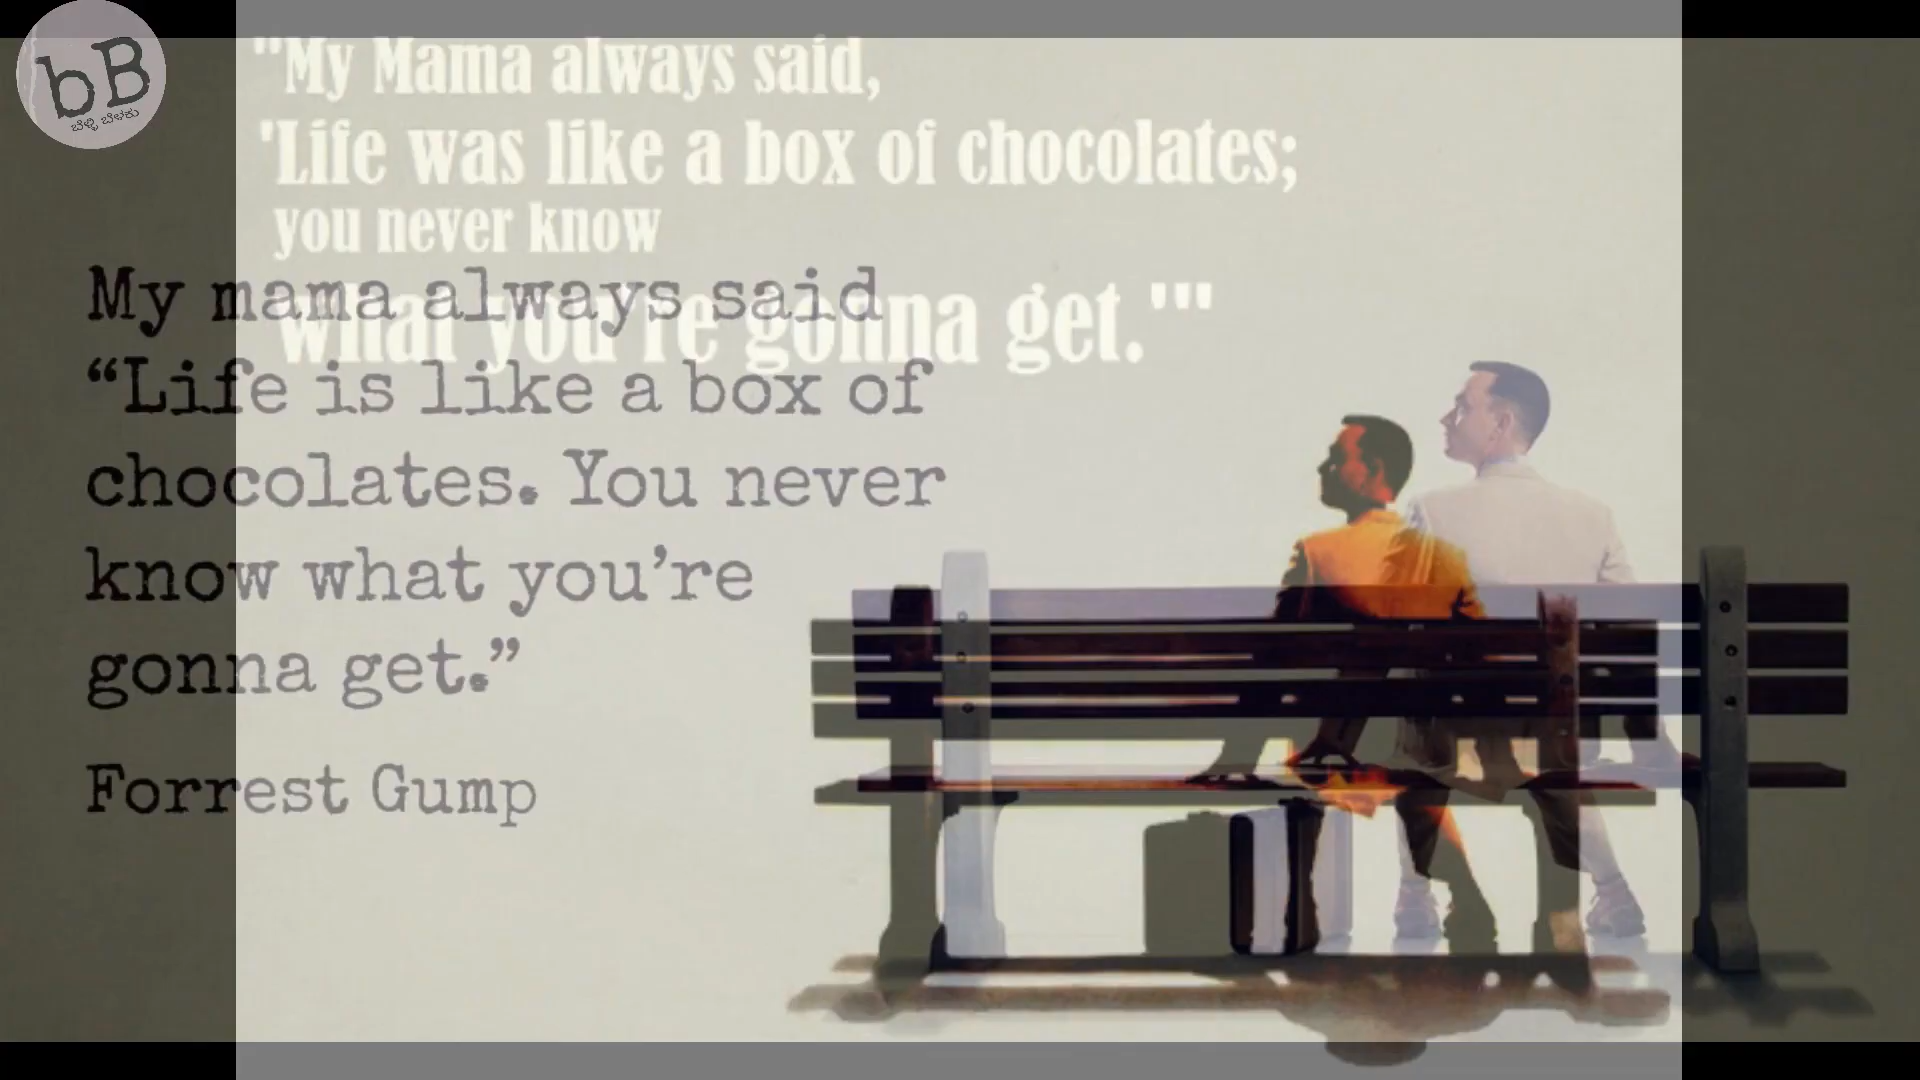 bB
ಬೆಳ್ಳಿ ಬೆಳಕು
"My Mama always said,
'Life was like a box of chocolates;
you never know
what you're gonna get.'"
My mama always said
“Life is like a box of
chocolates. You never
know what you’re
gonna get.”
Forrest Gump